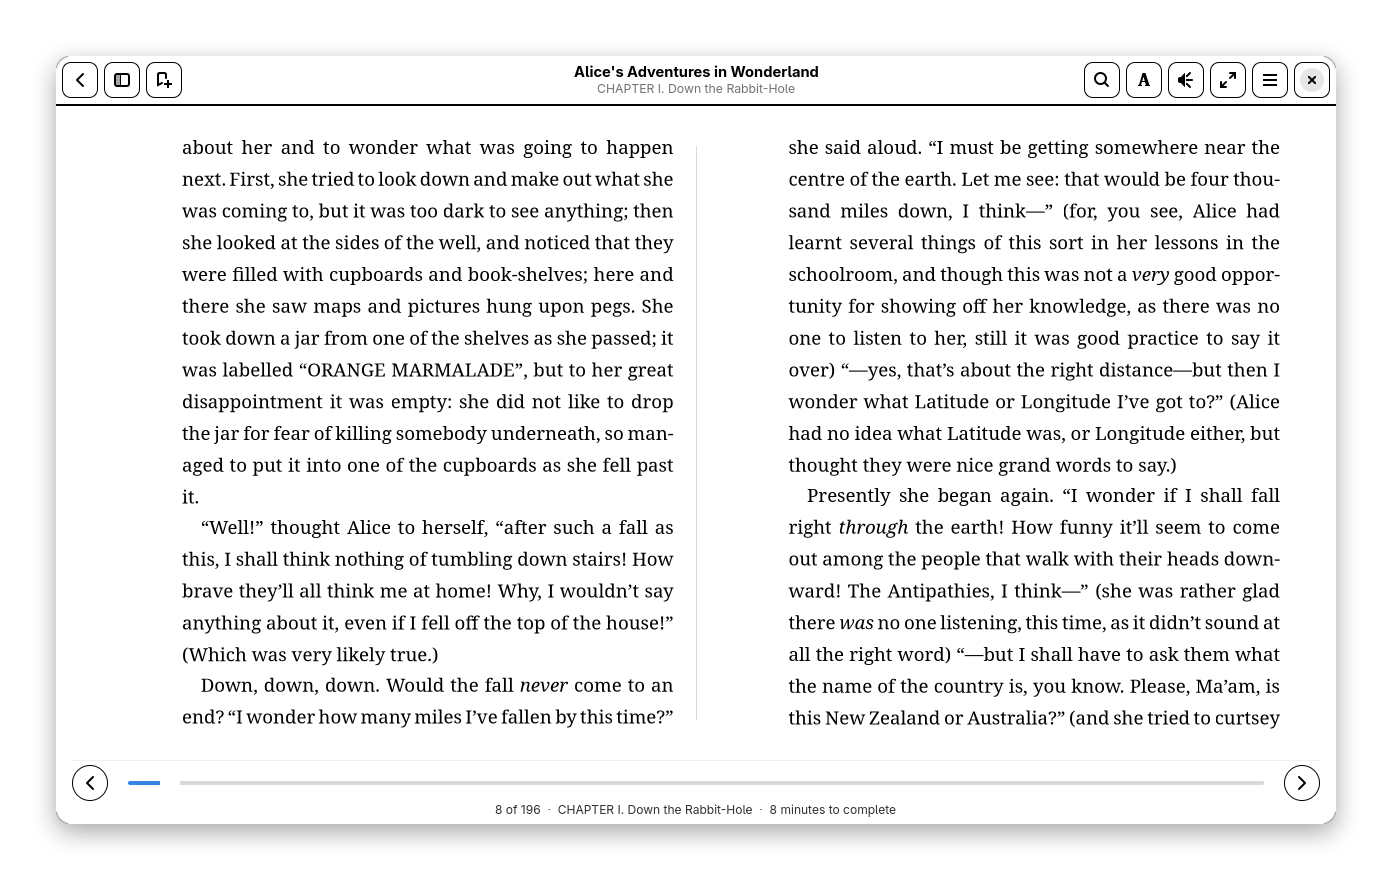 Alice's Adventures in Wonderland
CHAPTER I. Down the Rabbit-Hole
A
about her and to wonder what was going to happen
next. First, she tried to look down and make out what she
was coming to, but it was too dark to see anything; then
she looked at the sides of the well, and noticed that they
were filled with cupboards and book-shelves; here and
there she saw maps and pictures hung upon pegs. She
took down a jar from one of the shelves as she passed; it
was labelled “ORANGE MARMALADE”, but to her great
disappointment it was empty: she did not like to drop
the jar for fear of killing somebody underneath, so man-
aged to put it into one of the cupboards as she fell past
it.
“Well!” thought Alice to herself, “after such a fall as
this, I shall think nothing of tumbling down stairs! How
brave they’ll all think me at home! Why, I wouldn’t say
anything about it, even if I fell off the top of the house!”
(Which was very likely true.)
Down, down, down. Would the fall never come to an
end? “I wonder how many miles I’ve fallen by this time?”
she said aloud. “I must be getting somewhere near the
centre of the earth. Let me see: that would be four thou-
sand miles down, I think—” (for, you see, Alice had
learnt several things of this sort in her lessons in the
schoolroom, and though this was not a very good oppor-
tunity for showing off her knowledge, as there was no
one to listen to her, still it was good practice to say it
over) “—yes, that’s about the right distance—but then I
wonder what Latitude or Longitude I’ve got to?” (Alice
had no idea what Latitude was, or Longitude either, but
thought they were nice grand words to say.)
Presently she began again. “I wonder if I shall fall
right through the earth! How funny it’ll seem to come
out among the people that walk with their heads down-
ward! The Antipathies, I think—” (she was rather glad
there was no one listening, this time, as it didn’t sound at
all the right word) “—but I shall have to ask them what
the name of the country is, you know. Please, Ma’am, is
this New Zealand or Australia?” (and she tried to curtsey
8 of 196 · CHAPTER I. Down the Rabbit-Hole · 8 minutes to complete